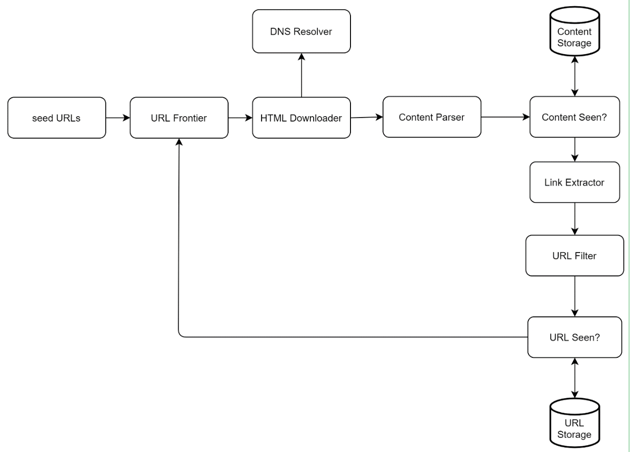 DNS Resolver
Content
Storage
seed URLs
URL Frontier
HTML Downloader
Content Parser
Content Seen?
Link Extractor
URL Filter
URL Seen?
URL
Storage